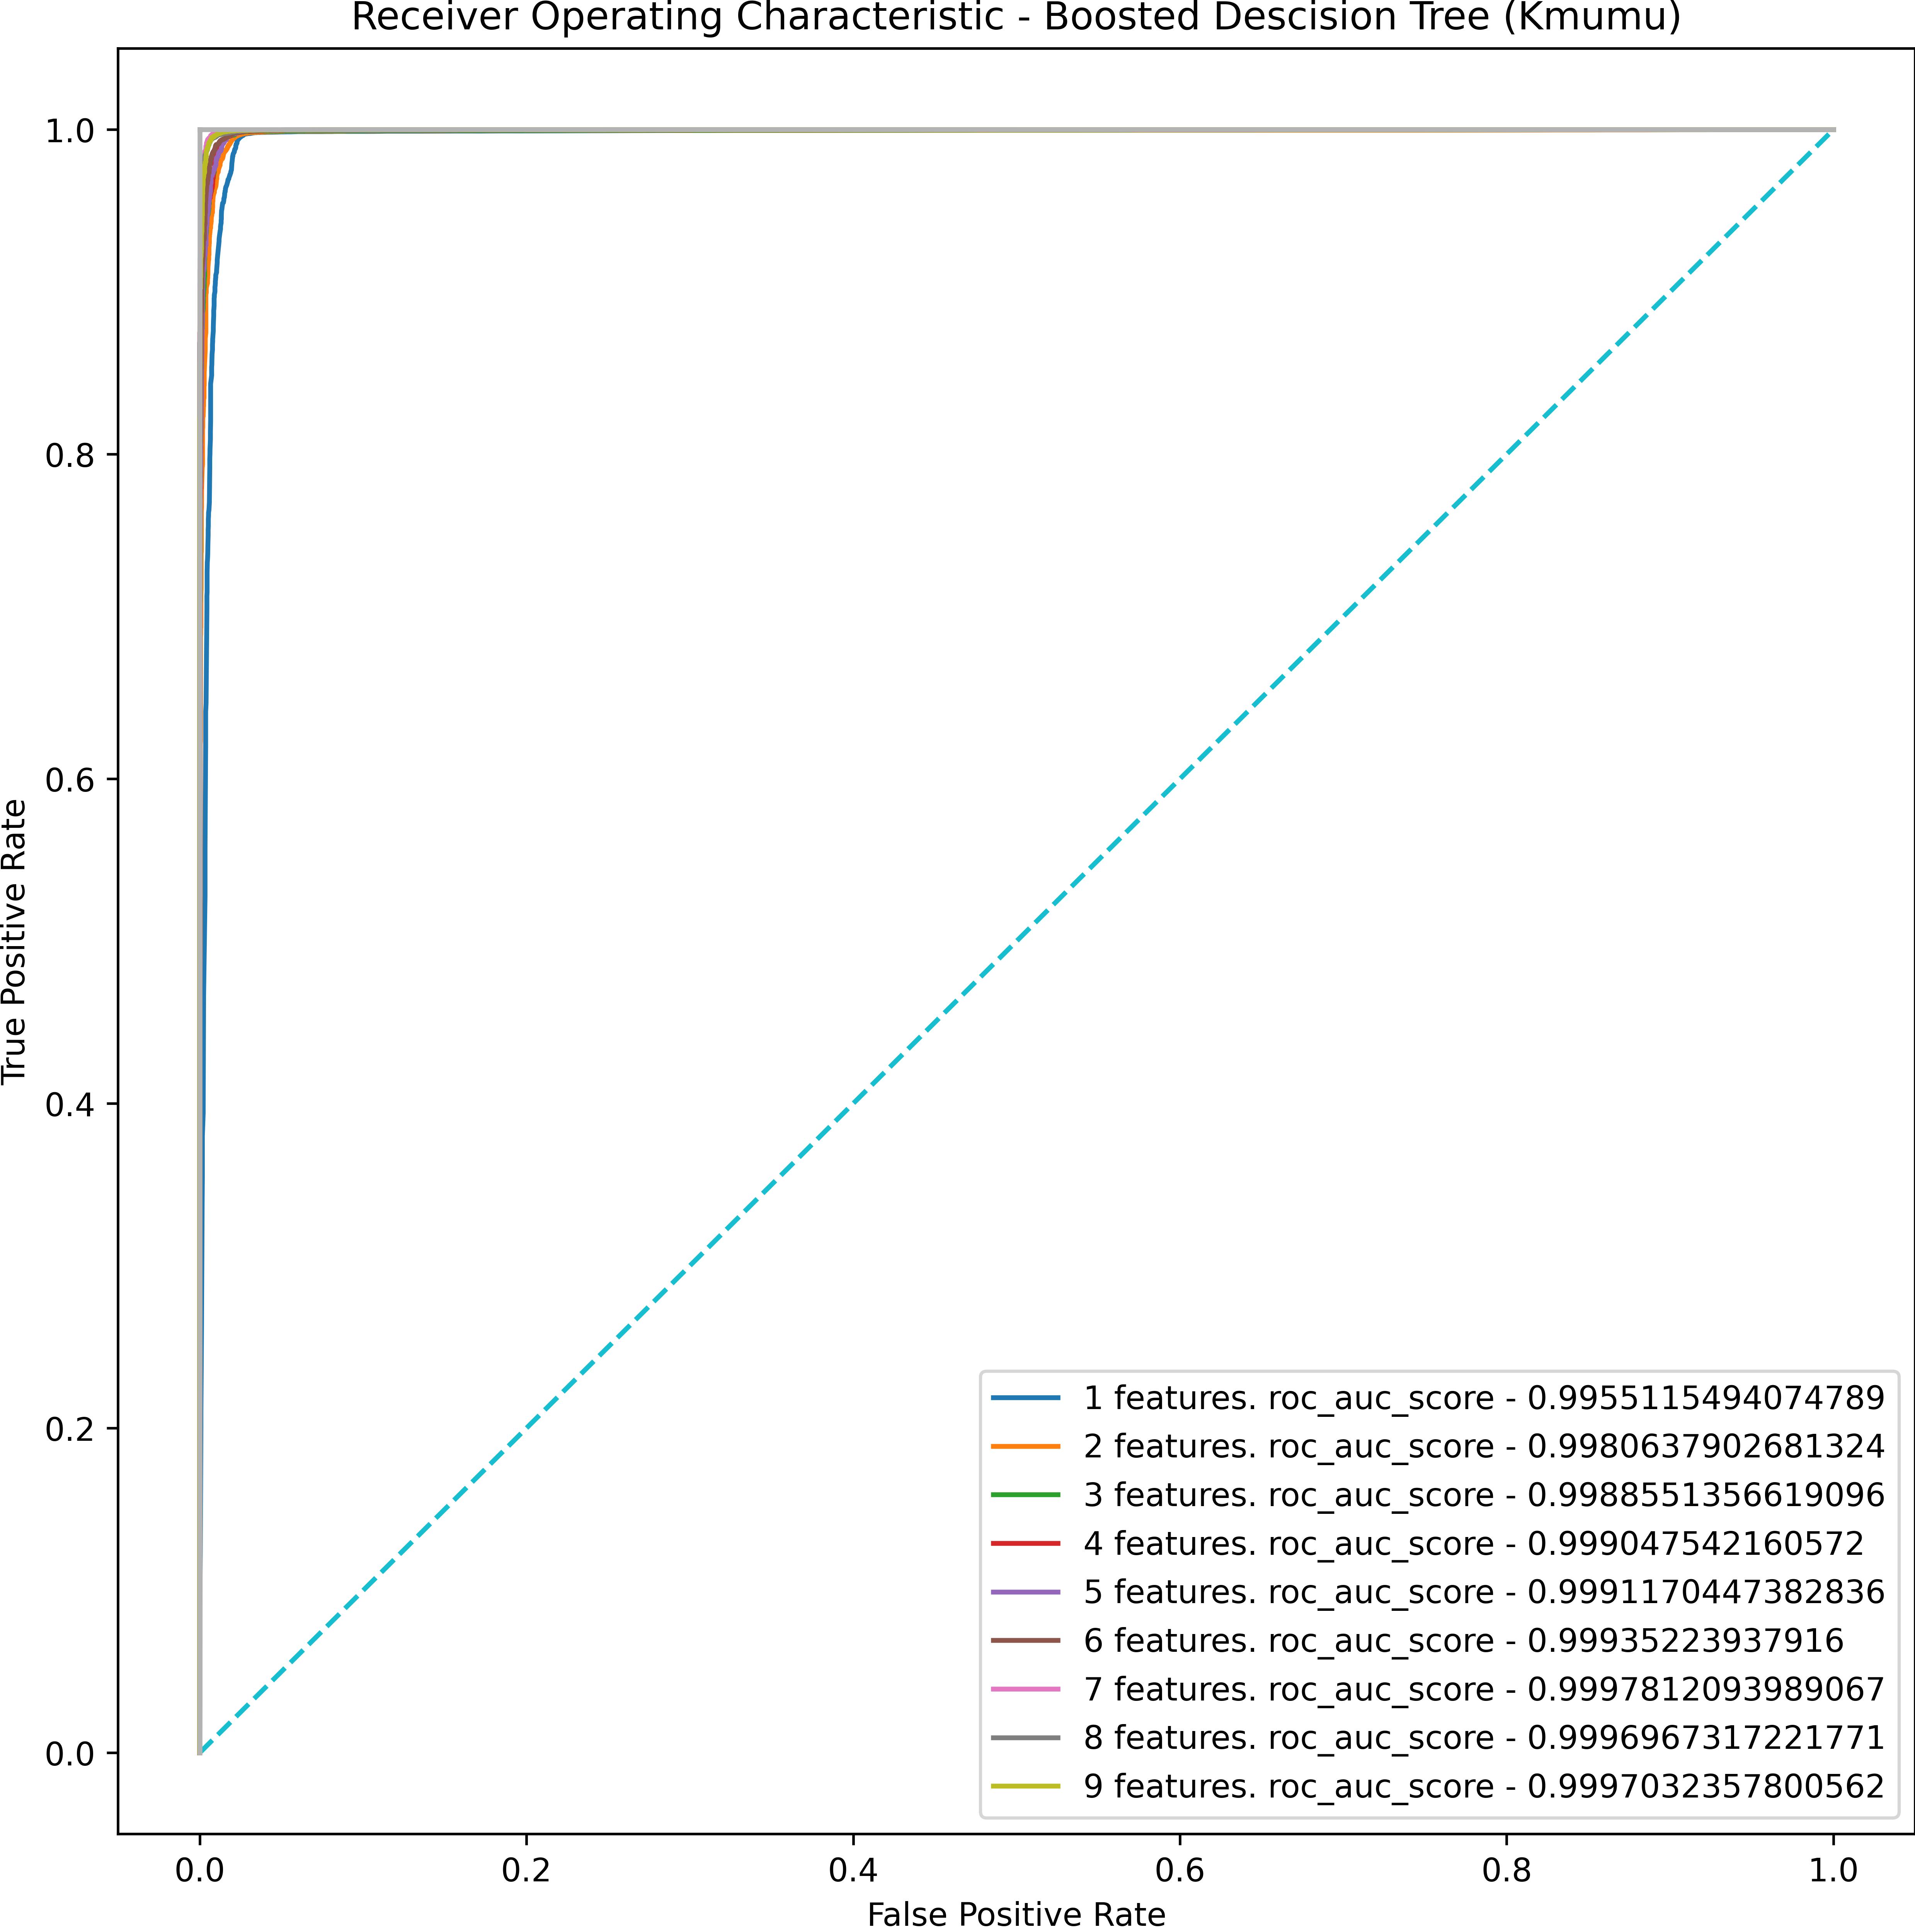 Receiver Operating Characteristic - Boosted Descision Tree (Kmumu)
1.0
0.8
0.6
0.4
0.2
0.0
True Positive Rate
1 features. roc_auc_score - 0.9955115494074789
2 features. roc_auc_score - 0.9980637902681324
3 features. roc_auc_score - 0.9988551356619096
4 features. roc_auc_score - 0.999047542160572
5 features. roc_auc_score - 0.9991170447382836
6 features. roc_auc_score - 0.99935223937916
7 features. roc_auc_score - 0.9997812093989067
8 features. roc_auc_score - 0.9996967317221771
9 features. roc_auc_score - 0.9997032357800562
0.0 0.2 0.4 0.6 0.8 1.0
False Positive Rate